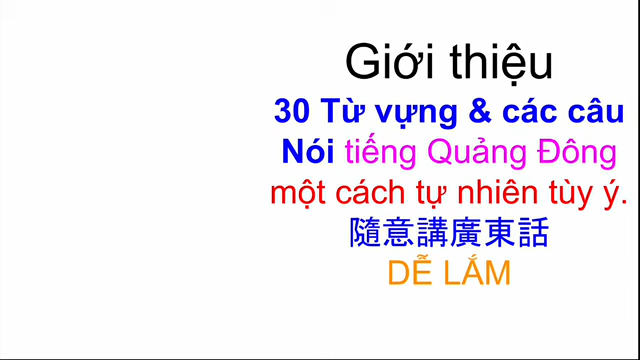 Giới thiệu
30 Từ vựng & các câu
Nói tiếng Quảng Đông
một cách tự nhiên tùy ý.
隨意講廣東話
DỄ LẮM